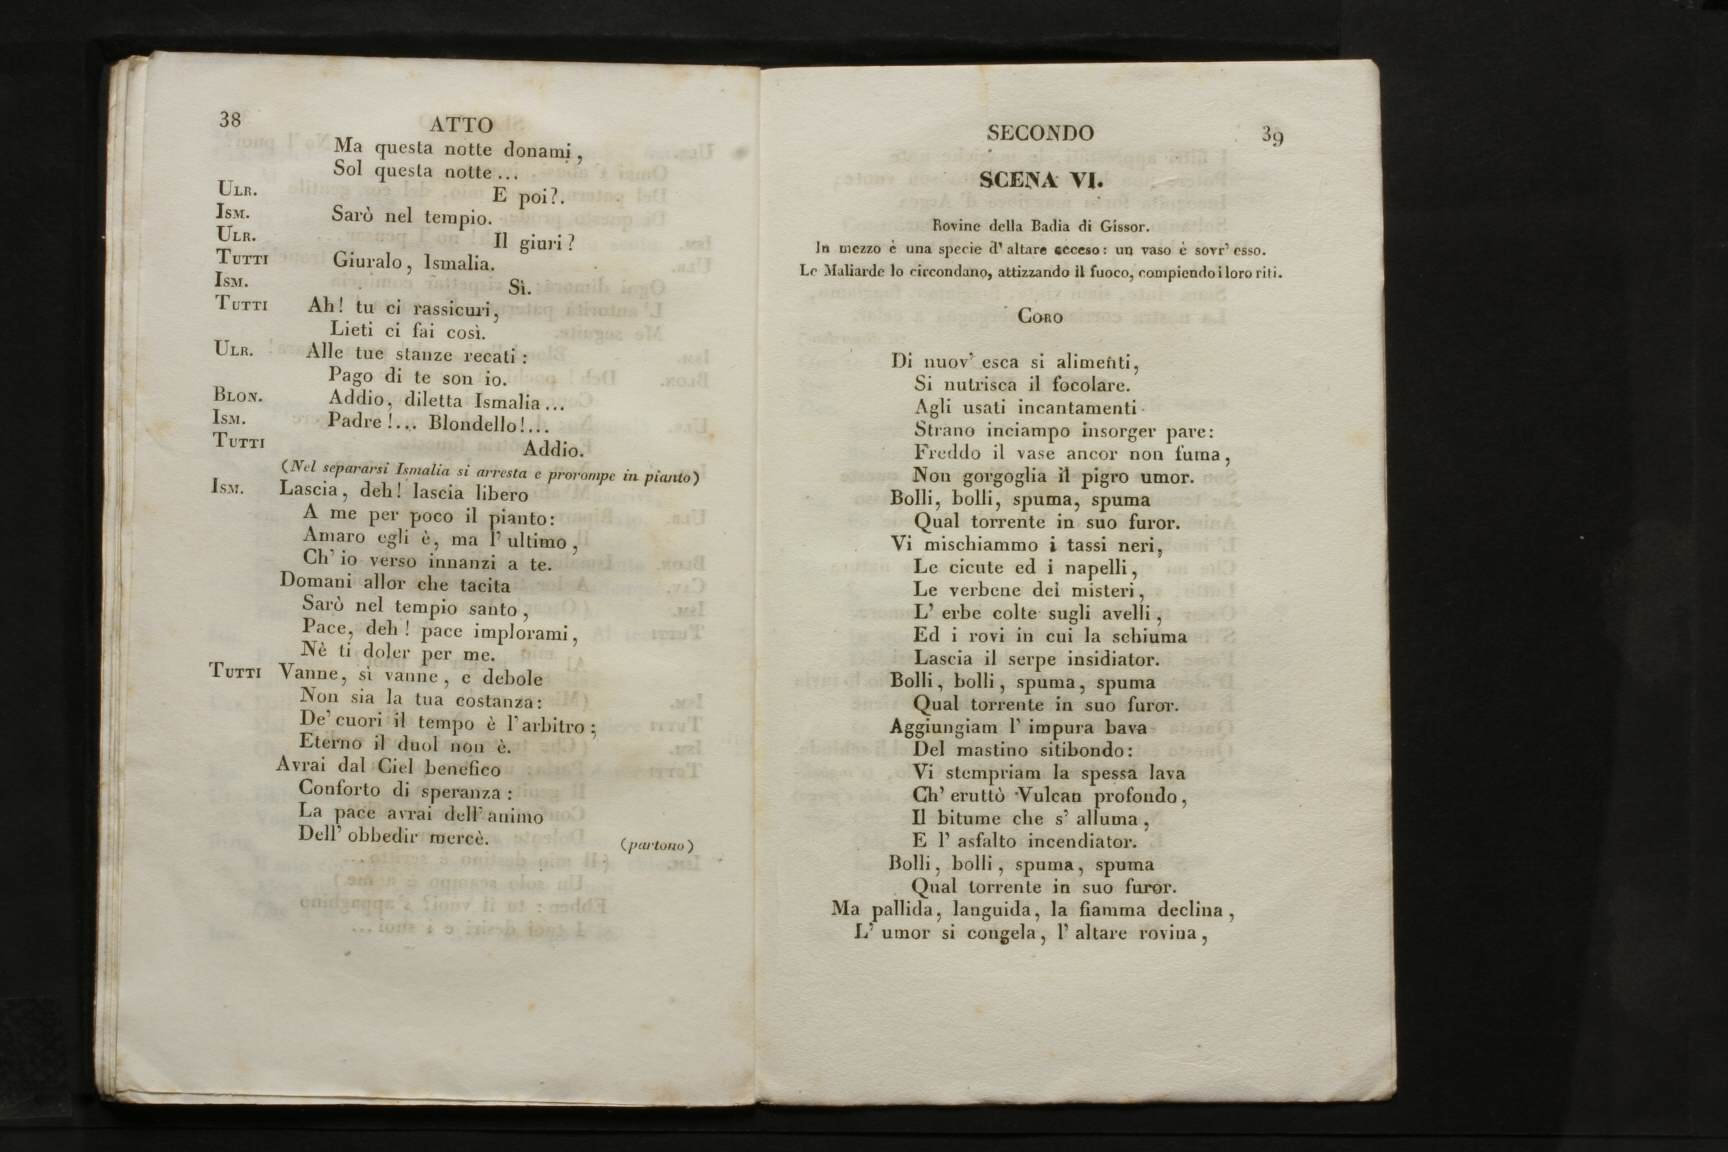 38
ATTO
Ma questa notte donami,
Sol questa notte...
Ulr. E poi?.
Ism. Sarò nel tempio.
Ulr. Il giuri?
Tutti Giuralo, Ismalia.
Ism. Sì.
Tutti Ah! tu ci rassicuri,
Lieti ci fai così.
Ulr. Alle tue stanze recati:
Pago di te son io.
Blon. Addio, diletta Ismalia...
Ism. Padre!... Blondello!...
Tutti Addio.
(Nel separarsi Ismalia si arresta e prorompe in pianto)
Ism. Lascia, deh! lascia libero
A me per poco il pianto:
Amaro egli è, ma l' ultimo,
Ch' io verso innanzi a te.
Domani allor che tacita
Sarò nel tempio santo,
Pace, deh! pace implorami,
Nè ti doler per me.
Tutti Vanne, sì vanne, e debole
Non sia la tua costanza:
De' cuori il tempo è l'arbitro;
Eterno il duol non è.
Avrai dal Ciel benefico
Conforto di speranza:
La pace avrai dell' animo
Dell' obbedir mercè.
(partono)
SECONDO
39
SCENA VI.
Rovine della Badia di Gissor.
In mezzo è una specie d' altare acceso: un vaso è sovr' esso.
Le Maliarde lo circondano, attizzando il fuoco, compiendo i loro riti.
Coro
Di nuov' esca si alimenti,
Si nutrisca il focolare.
Agli usati incantamenti
Strano inciampo insorger pare:
Freddo il vase ancor non fuma,
Non gorgoglia il pigro umor.
Bolli, bolli, spuma, spuma
Qual torrente in suo furor.
Vi mischiammo i tassi neri,
Le cicute ed i napelli,
Le verbene dei misteri,
L' erbe colte sugli avelli,
Ed i rovi in cui la schiuma
Lascia il serpe insidiator.
Bolli, bolli, spuma, spuma
Qual torrente in suo furor.
Aggiungiam l' impura bava
Del mastino sitibondo:
Vi stempriam la spessa lava
Ch' eruttò Vulcan profondo,
Il bitume che s' alluma,
E l' asfalto incendiator.
Bolli, bolli, spuma, spuma
Qual torrente in suo furor.
Ma pallida, languida, la fiamma declina,
L' umor si congela, l' altare rovina,